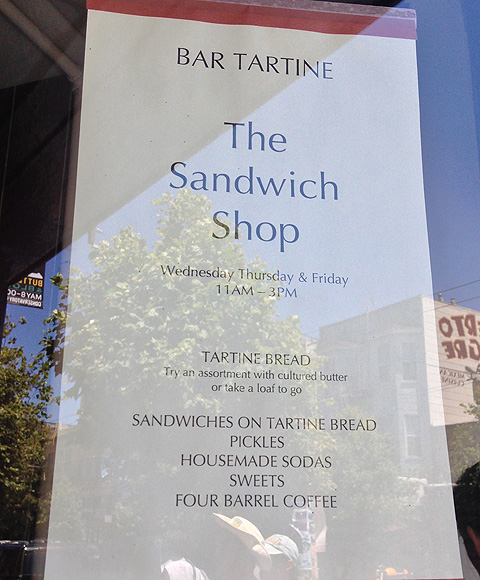 BAR TARTINE
The
Sandwich
Shop
Wednesday Thursday & Friday
11AM – 3PM
TARTINE BREAD
Try an assortment with cultured butter
or take a loaf to go
SANDWICHES ON TARTINE BREAD
PICKLES
HOUSEMADE SODAS
SWEETS
FOUR BARREL COFFEE